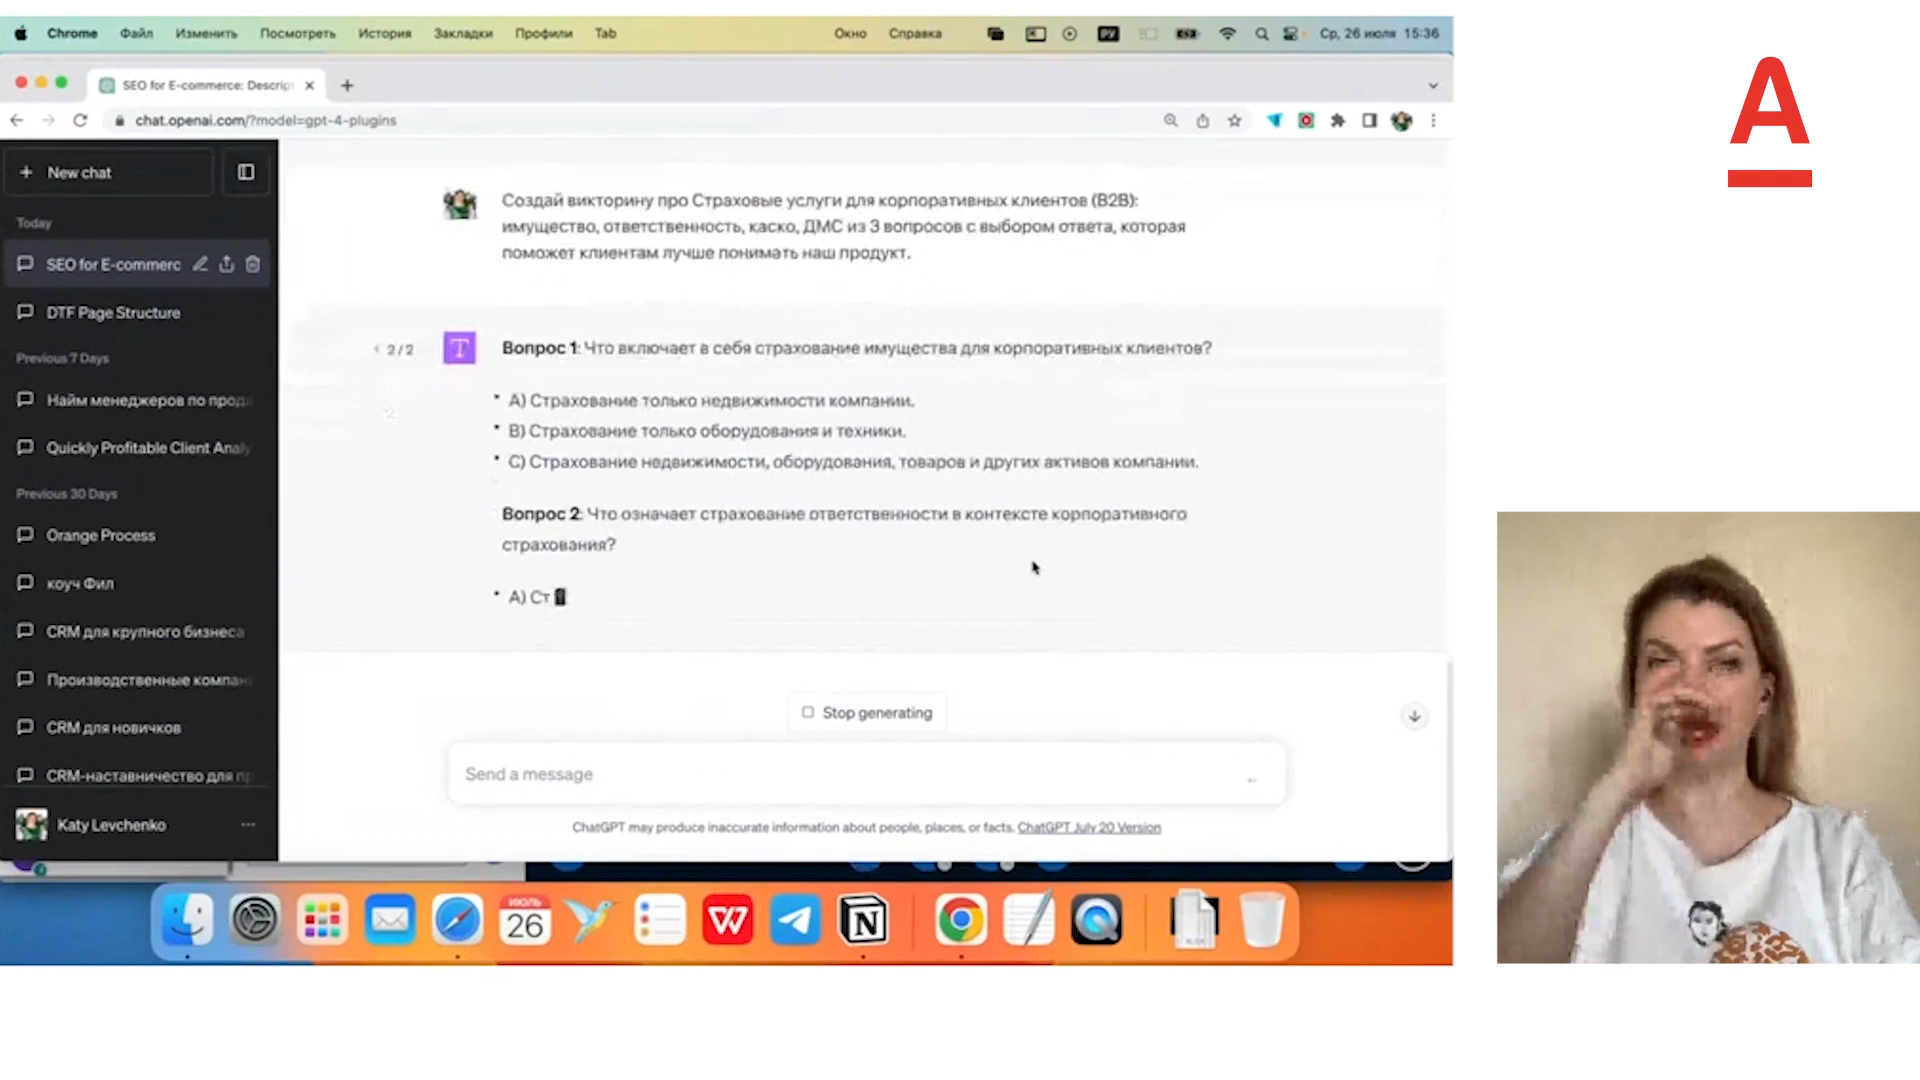 Chrome Файл Изменить Посмотреть История Закладки Профили Tab Окно Справка РУ Ср, 26 июля 15:36
SEO for E-commerce: Descrip
chat.openai.com/?model=gpt-4-plugins
A
New chat
Today
SEO for E-commerc
DTF Page Structure
Previous 7 Days
Найм менеджеров по прода
Quickly Profitable Client Analy
Previous 30 Days
Orange Process
коуч Фил
CRM для крупного бизнеса
Производственные компан
CRM для новичков
CRM-наставничество для пр
Katy Levchenko
Создай викторину про Страховые услуги для корпоративных клиентов (B2B):
имущество, ответственность, каско, ДМС из 3 вопросов с выбором ответа, которая
поможет клиентам лучше понимать наш продукт.
2/2
T
Вопрос 1: Что включает в себя страхование имущества для корпоративных клиентов?
A) Страхование только недвижимости компании.
B) Страхование только оборудования и техники.
C) Страхование недвижимости, оборудования, товаров и других активов компании.
Вопрос 2: Что означает страхование ответственности в контексте корпоративного
страхования?
A) Ст
Stop generating
Send a message
ChatGPT may produce inaccurate information about people, places, or facts. ChatGPT July 20 Version
ИЮЛЬ
26